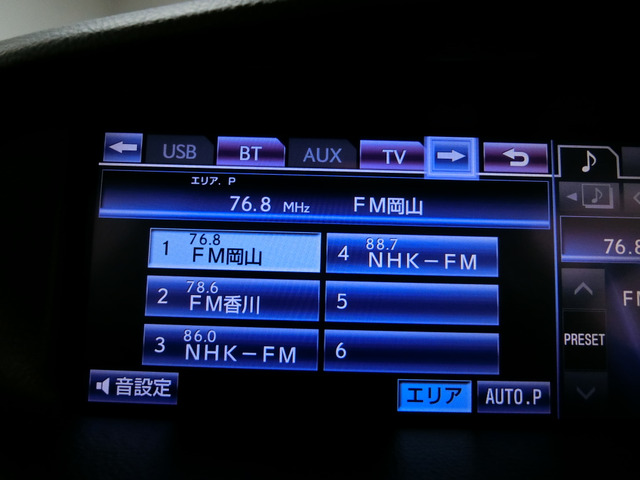 USB BT AUX TV
エリア. P
76.8 MHz FM岡山
1 76.8 FM岡山
2 78.6 FM香川
3 86.0 NHK-FM
4 88.7 NHK-FM
5
6
音設定
エリア AUTO.P
76.8
PRESET